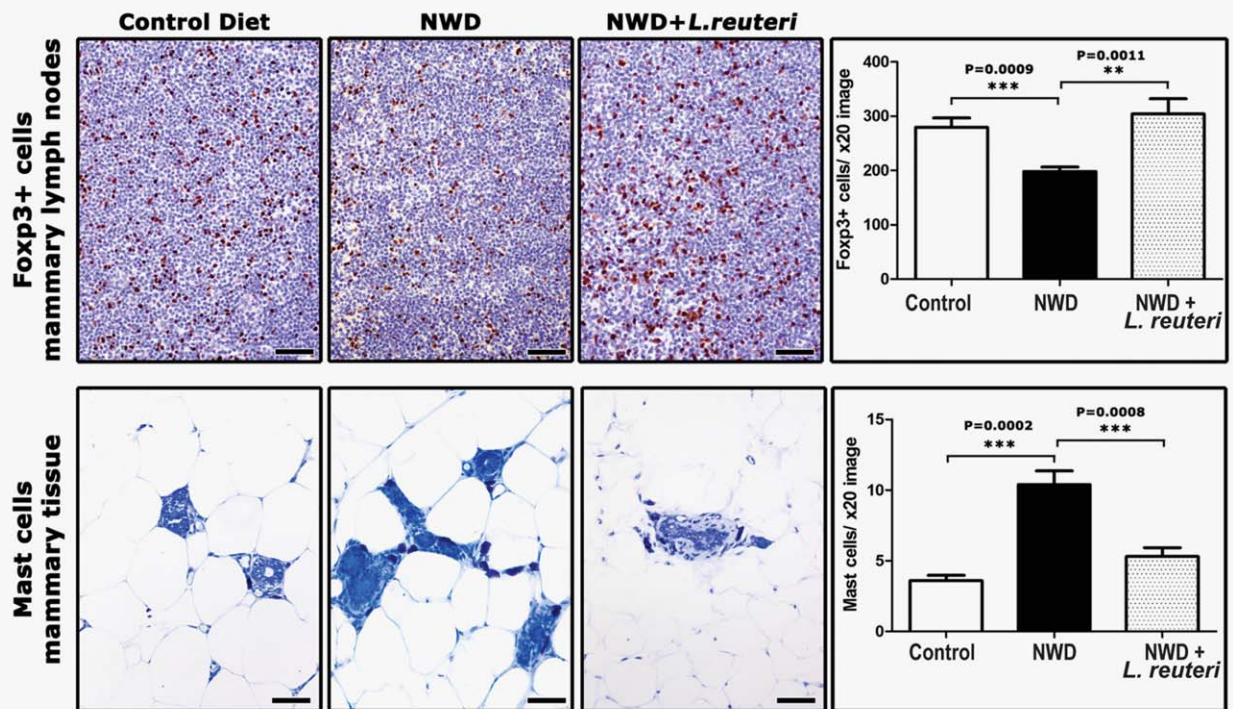 Control Diet
NWD
NWD+L.reuteri
Foxp3+ cells
mammary lymph nodes
Foxp3+ cells/ x20 image
400
300
200
100
0
P=0.0009
***
P=0.0011
**
Control
NWD
NWD +
L. reuteri
Mast cells
mammary tissue
Mast cells/ x20 image
15
10
5
0
P=0.0002
***
P=0.0008
***
Control
NWD
NWD +
L. reuteri